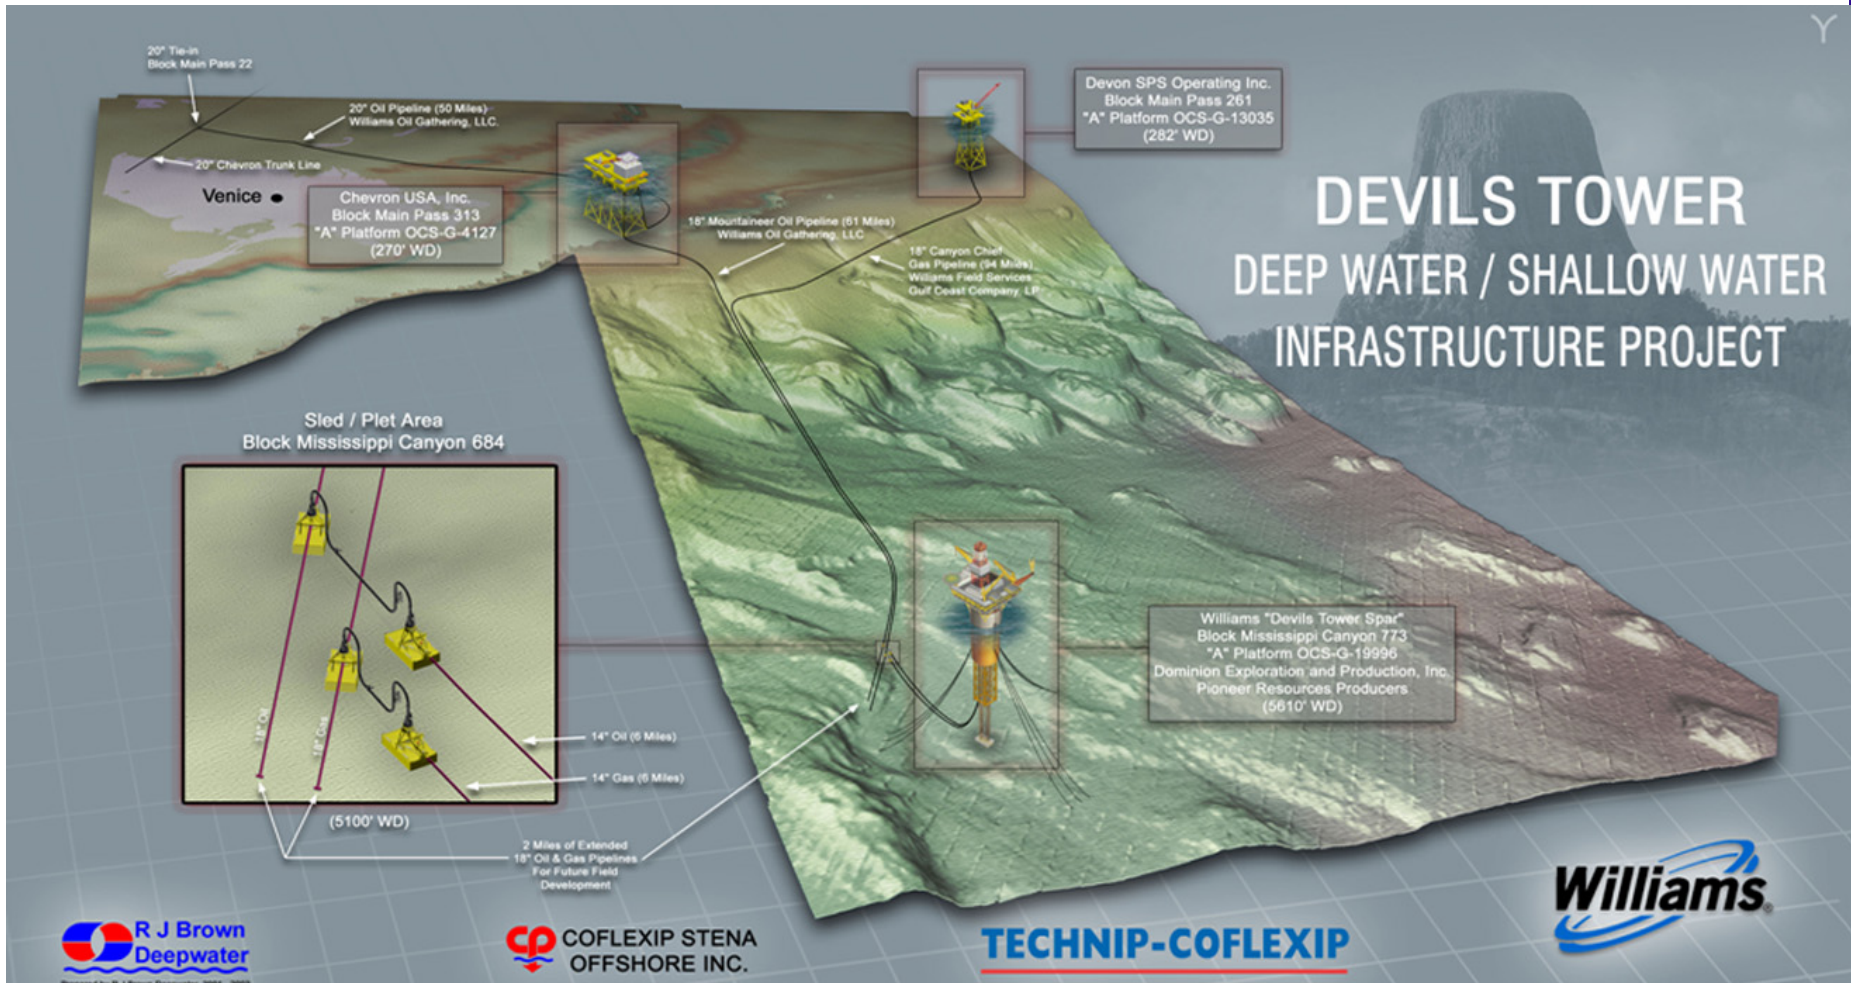 20" Tie-in
Block Main Pass 22
20" Oil Pipeline (50 Miles)
Williams Oil Gathering, LLC.
20" Chevron Trunk Line
Venice
Chevron USA, Inc.
Block Main Pass 313
"A" Platform OCS-G-4127
(270' WD)
Devon SPS Operating Inc.
Block Main Pass 261
"A" Platform OCS-G-13035
(282' WD)
18" Mountaineer Oil Pipeline (61 Miles)
Williams Oil Gathering, LLC
18" Canyon Chief
Gas Pipeline (94 Miles)
Williams Field Services
Gulf Coast Company, LP
DEVILS TOWER
DEEP WATER / SHALLOW WATER
INFRASTRUCTURE PROJECT
Sled / Plet Area
Block Mississippi Canyon 684
18" Oil
18" Gas
14" Oil (6 Miles)
14" Gas (6 Miles)
(5100' WD)
2 Miles of Extended
18" Oil & Gas Pipelines
For Future Field
Development
Williams "Devils Tower Spar"
Block Mississippi Canyon 773
"A" Platform OCS-G-19996
Dominion Exploration and Production, Inc.
Pioneer Resources Producers
(5610' WD)
R J Brown
Deepwater
COFLEXIP STENA
OFFSHORE INC.
TECHNIP-COFLEXIP
Williams®